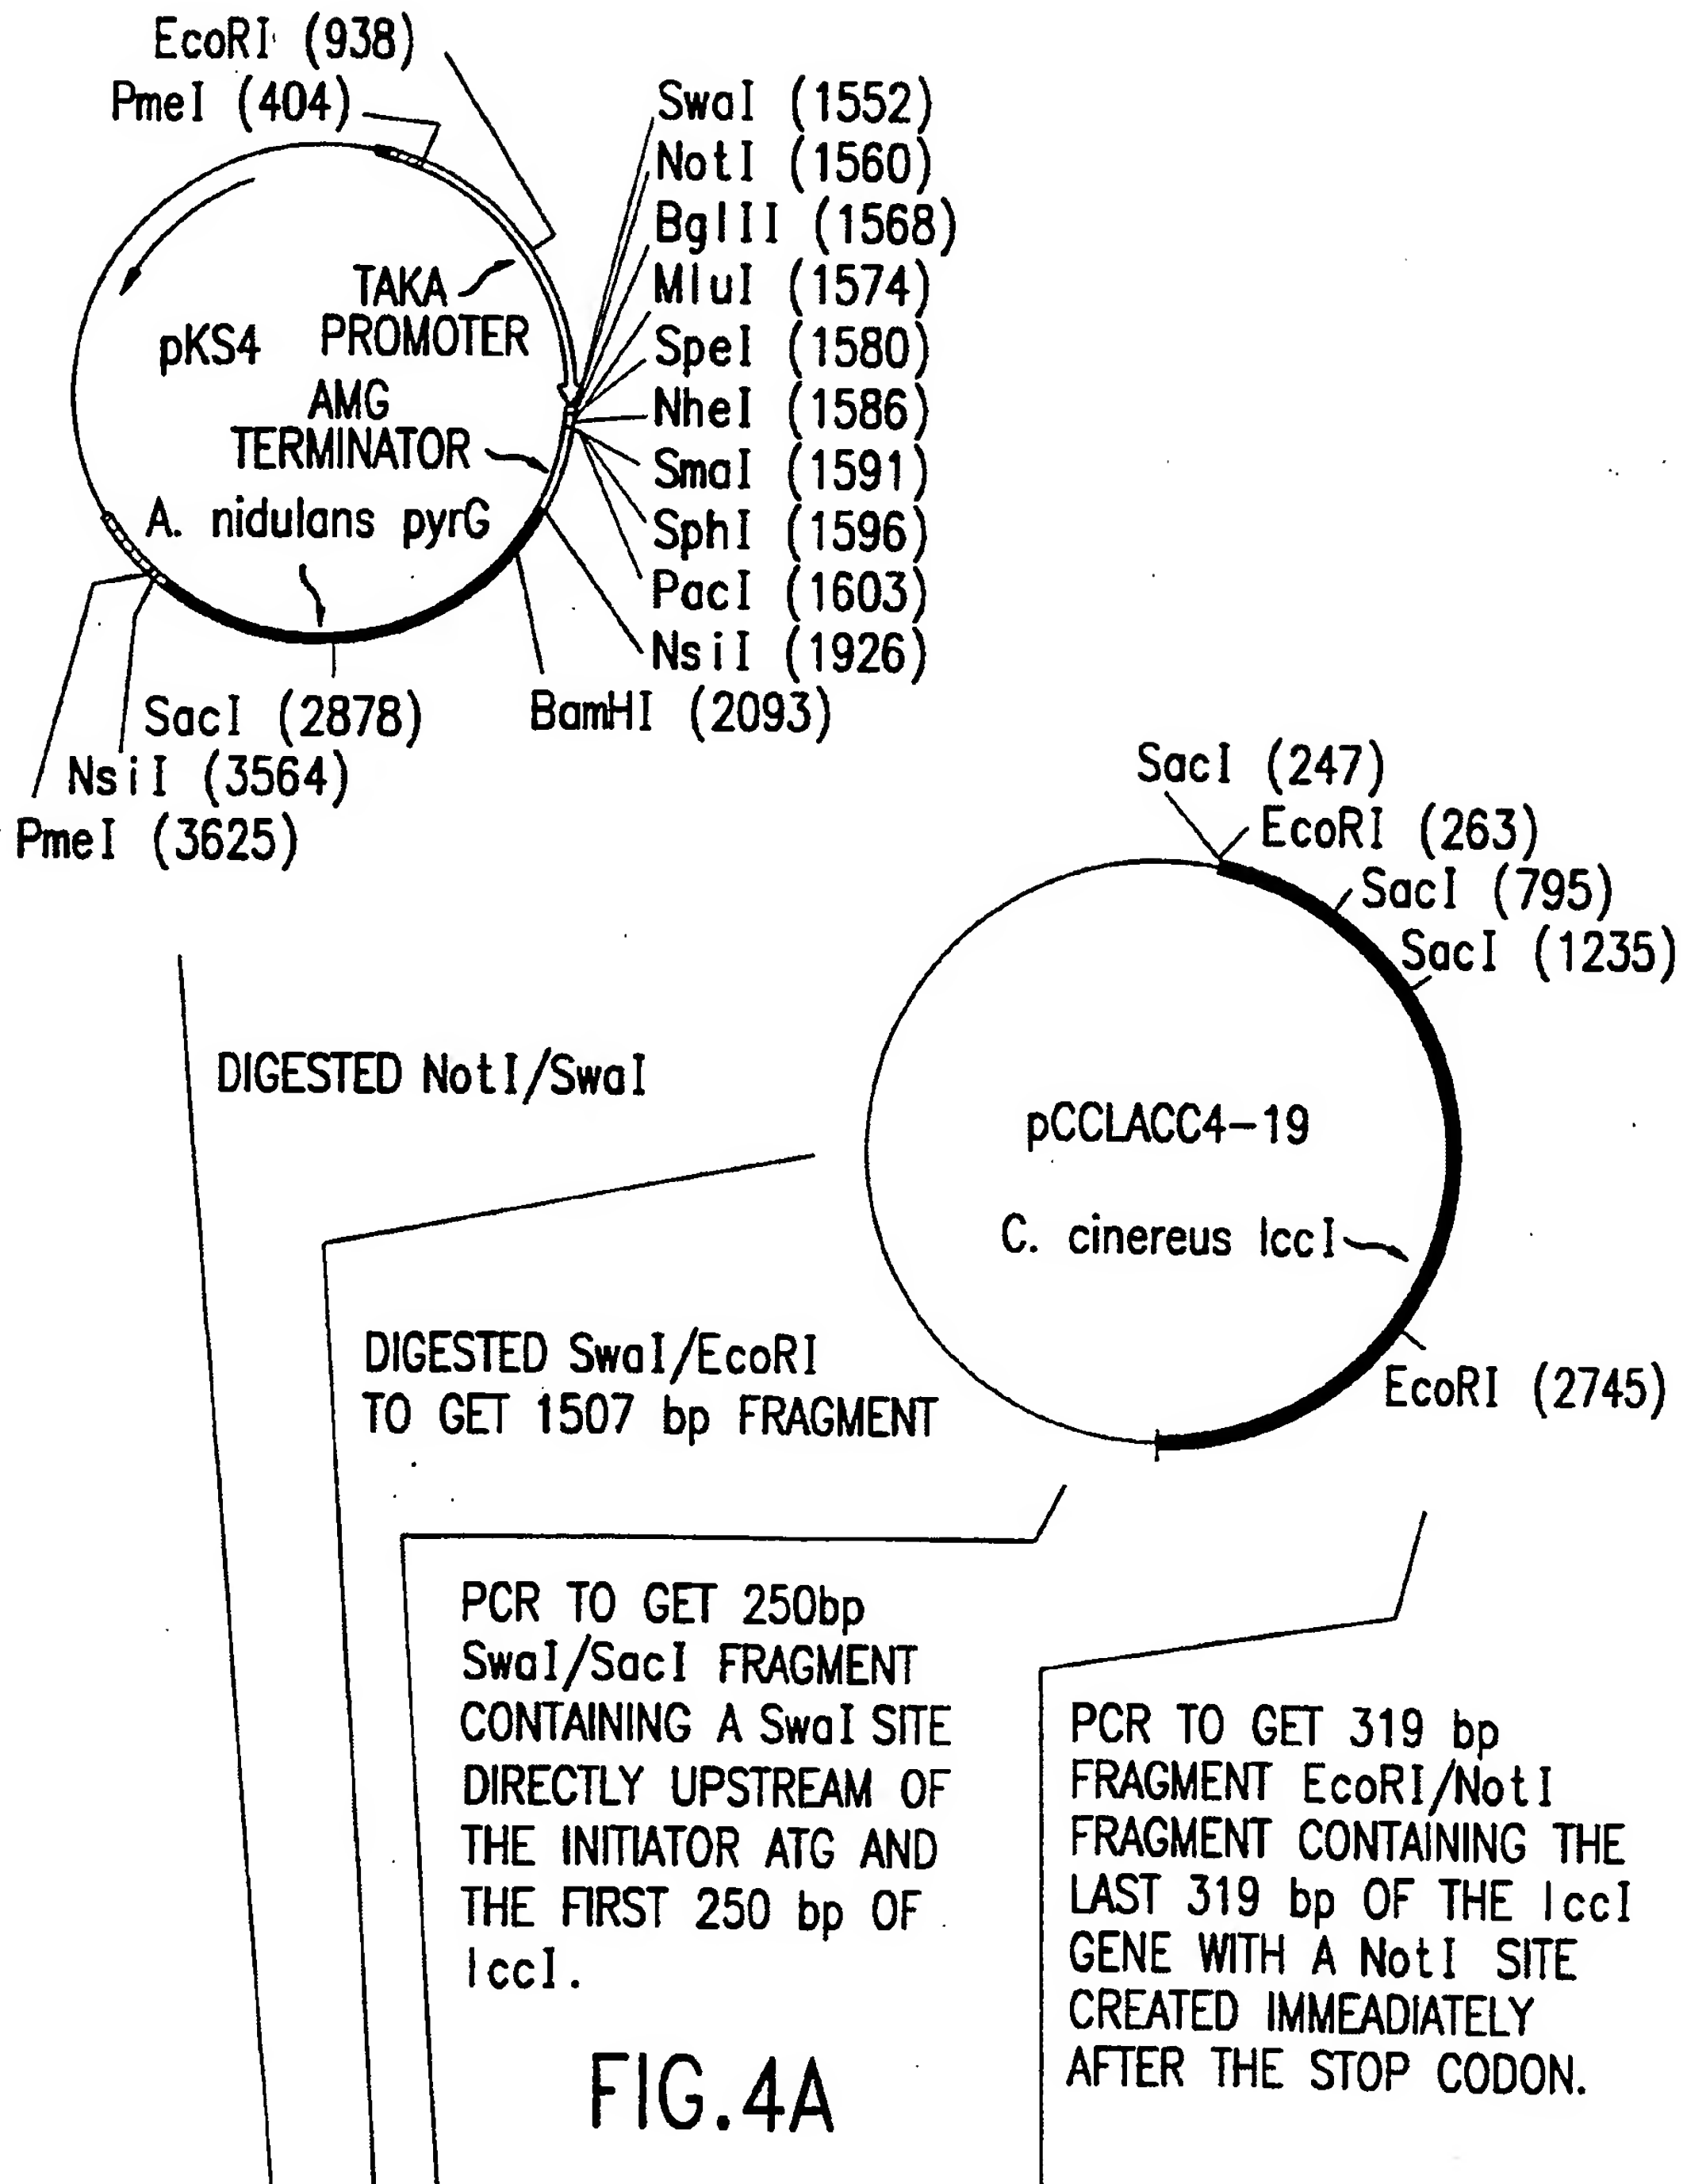 EcoRI (938)
PmeI (404)
SwaI (1552)
NotI (1560)
BglII (1568)
MluI (1574)
SpeI (1580)
NheI (1586)
SmaI (1591)
SphI (1596)
PacI (1603)
NsiI (1926)
BamHI (2093)
TAKA
PROMOTER
pKS4
AMG
TERMINATOR
A. nidulans pyrG
SacI (2878)
NsiI (3564)
PmeI (3625)
SacI (247)
EcoRI (263)
SacI (795)
SacI (1235)
pCCLACC4-19
C. cinereus lccI
EcoRI (2745)
DIGESTED NotI/SwaI
DIGESTED SwaI/EcoRI
TO GET 1507 bp FRAGMENT
PCR TO GET 250bp
SwaI/SacI FRAGMENT
CONTAINING A SwaI SITE
DIRECTLY UPSTREAM OF
THE INITIATOR ATG AND
THE FIRST 250 bp OF
lccI.
PCR TO GET 319 bp
FRAGMENT EcoRI/NotI
FRAGMENT CONTAINING THE
LAST 319 bp OF THE lccI
GENE WITH A NotI SITE
CREATED IMMEADIATELY
AFTER THE STOP CODON.
FIG.4A